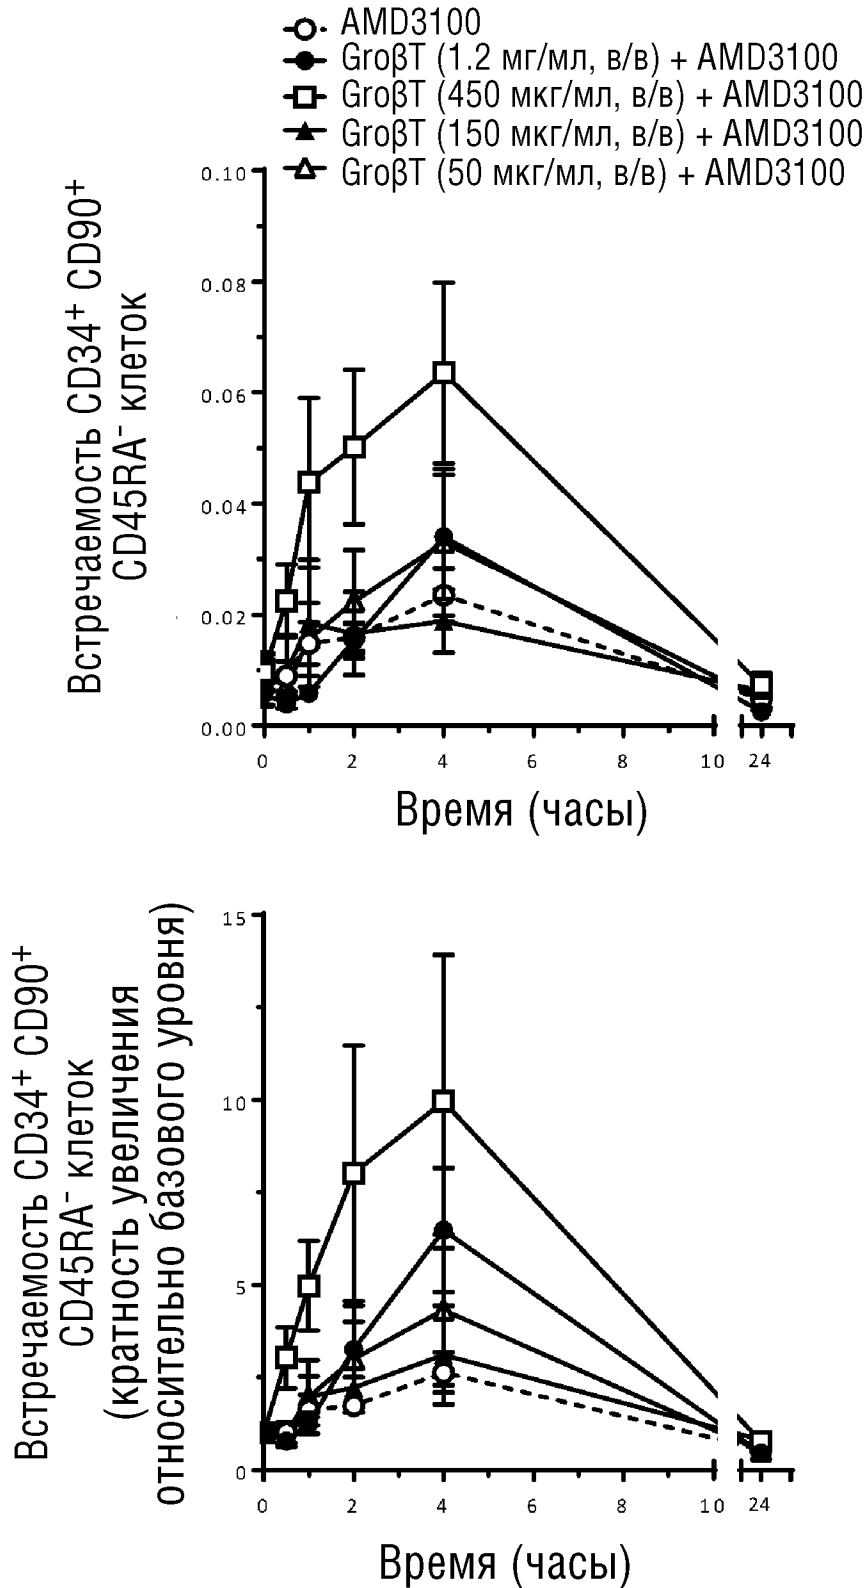 AMD3100
GroβT (1.2 мг/мл, в/в) + AMD3100
GroβT (450 мкг/мл, в/в) + AMD3100
GroβT (150 мкг/мл, в/в) + AMD3100
GroβT (50 мкг/мл, в/в) + AMD3100
Встречаемость CD34⁺ CD90⁺
CD45RA⁻ клеток
0.10
0.08
0.06
0.04
0.02
0.00
0 2 4 6 8 10 24
Время (часы)
Встречаемость CD34⁺ CD90⁺
CD45RA⁻ клеток
(кратность увеличения
относительно базового уровня)
15
10
5
0
0 2 4 6 8 10 24
Время (часы)